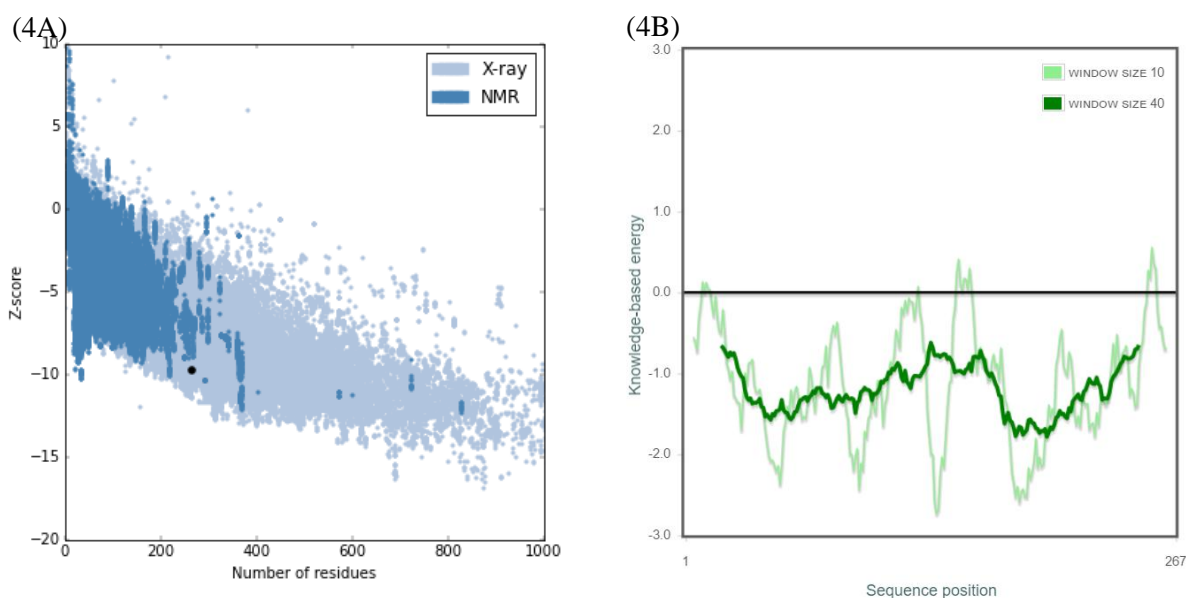 (4A)
10
5
0
−5
−10
−15
−20
Z-score
X-ray
NMR
0 200 400 600 800 1000
Number of residues
(4B)
3.0
2.0
1.0
0.0
-1.0
-2.0
-3.0
Knowledge-based energy
WINDOW SIZE 10
WINDOW SIZE 40
1 267
Sequence position